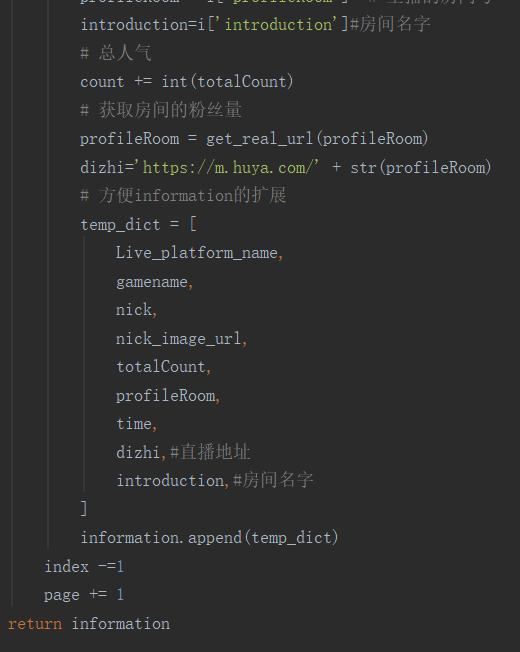 introduction=i['introduction']#房间名字
# 总人气
count += int(totalCount)
# 获取房间的粉丝量
profileRoom = get_real_url(profileRoom)
dizhi='https://m.huya.com/' + str(profileRoom)
# 方便information的扩展
temp_dict = [
Live_platform_name,
gamename,
nick,
nick_image_url,
totalCount,
profileRoom,
time,
dizhi,#直播地址
introduction,#房间名字
]
information.append(temp_dict)
index -=1
page += 1
return information